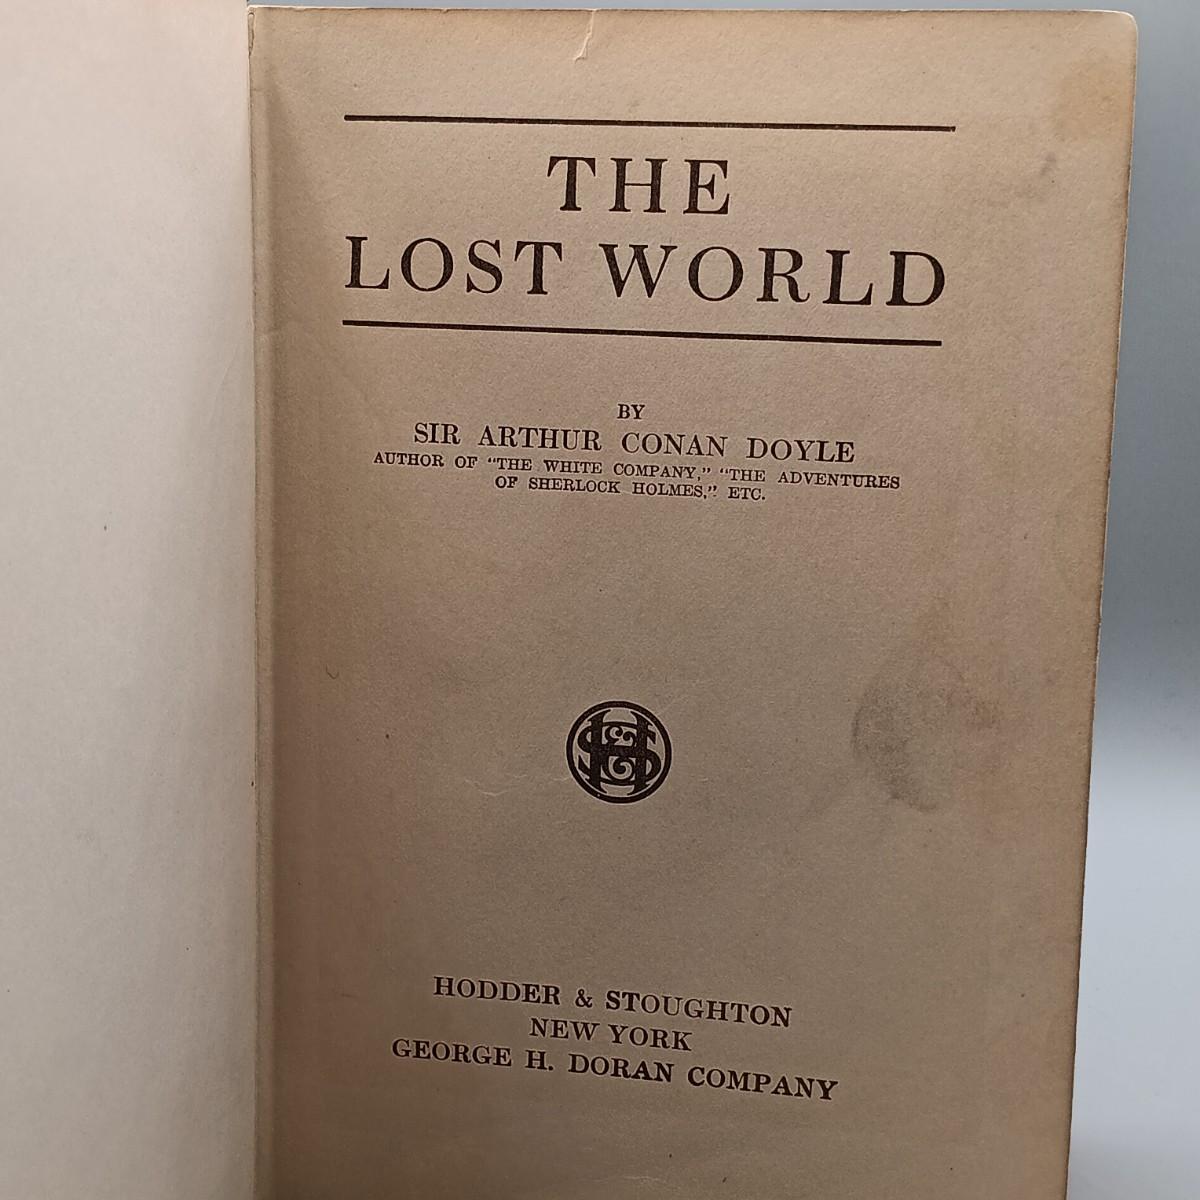 THE
LOST WORLD
BY
SIR ARTHUR CONAN DOYLE
AUTHOR OF "THE WHITE COMPANY," "THE ADVENTURES
OF SHERLOCK HOLMES," ETC.
H&S
HODDER & STOUGHTON
NEW YORK
GEORGE H. DORAN COMPANY